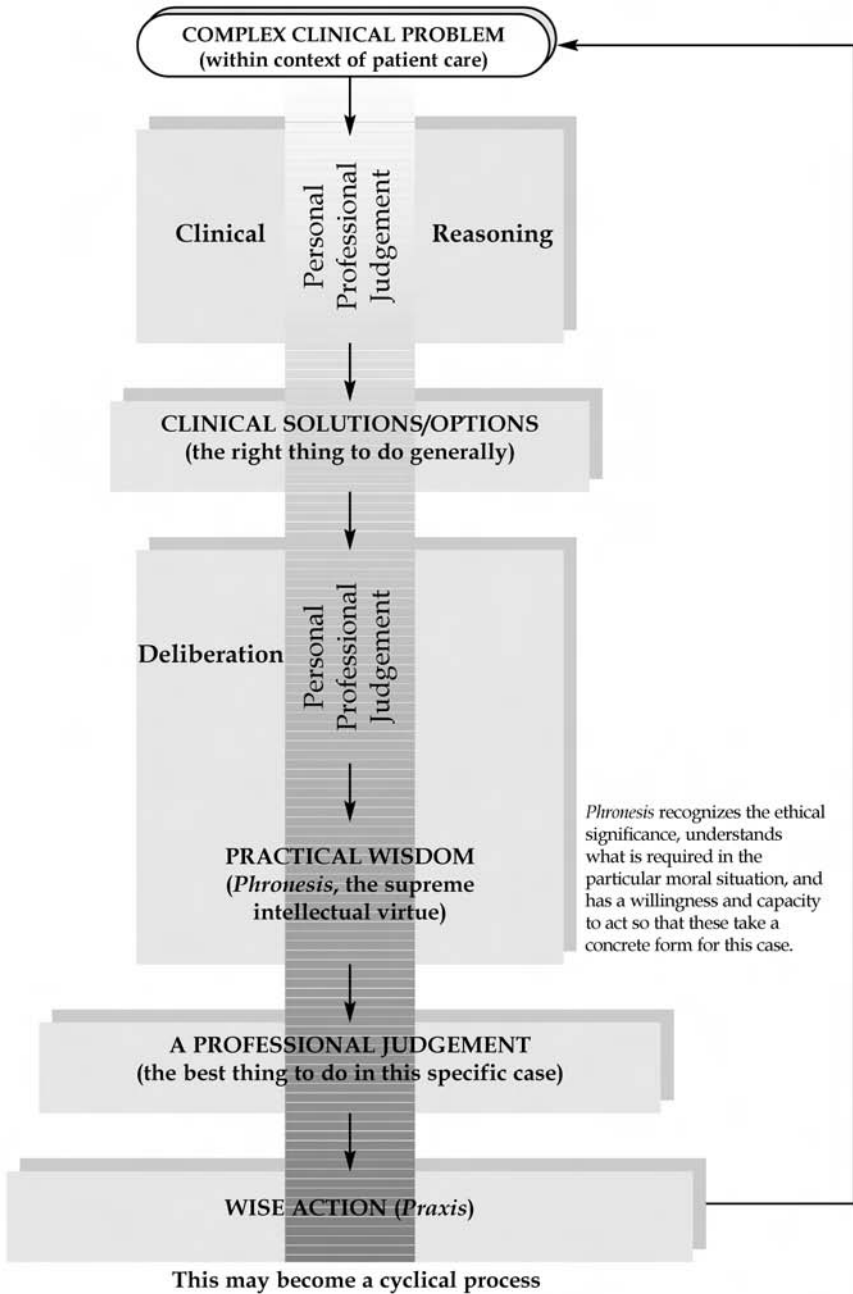 COMPLEX CLINICAL PROBLEM
(within context of patient care)
Clinical
Personal
Professional
Judgement
Reasoning
CLINICAL SOLUTIONS/OPTIONS
(the right thing to do generally)
Deliberation
Personal
Professional
Judgement
PRACTICAL WISDOM
(Phronesis, the supreme
intellectual virtue)
Phronesis recognizes the ethical
significance, understands
what is required in the
particular moral situation, and
has a willingness and capacity
to act so that these take a
concrete form for this case.
A PROFESSIONAL JUDGEMENT
(the best thing to do in this specific case)
WISE ACTION (Praxis)
This may become a cyclical process